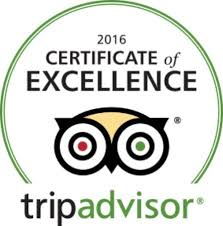 2016
CERTIFICATE of
EXCELLENCE
®
tripadvisor®